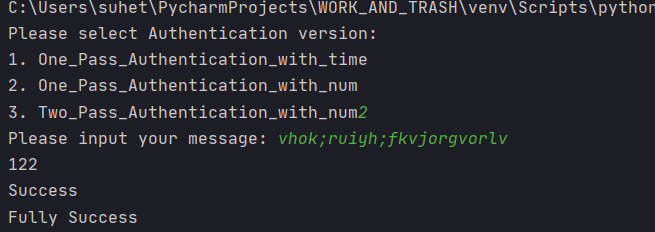 C:\Users\suhet\PycharmProjects\WORK_AND_TRASH\venv\Scripts\python
Please select Authentication version:
1. One_Pass_Authentication_with_time
2. One_Pass_Authentication_with_num
3. Two_Pass_Authentication_with_num2
Please input your message: vhok;ruiyh;fkvjorgvorlv
122
Success
Fully Success